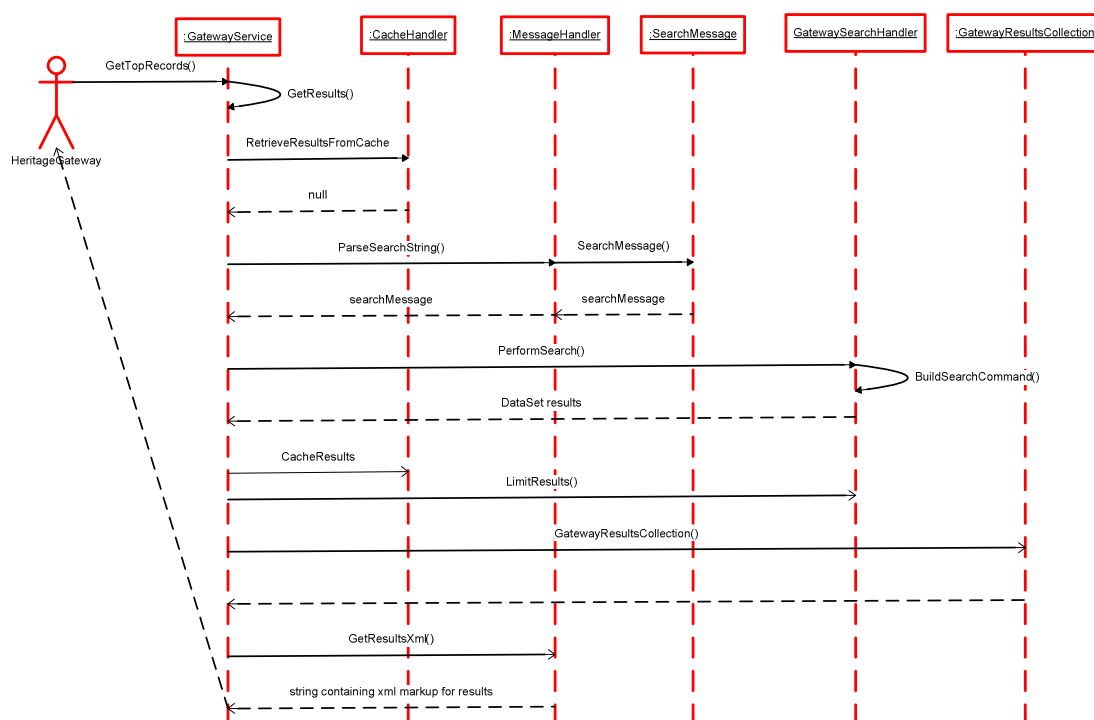 :GatewayService
:CacheHandler
:MessageHandler
:SearchMessage
GatewaySearchHandler
:GatewayResultsCollection
GetTopRecords()
GetResults()
HeritageGateway
RetrieveResultsFromCache
null
ParseSearchString()
SearchMessage()
searchMessage
searchMessage
PerformSearch()
BuildSearchCommand()
DataSet results
CacheResults
LimitResults()
GatewayResultsCollection()
GetResultsXml()
string containing xml markup for results